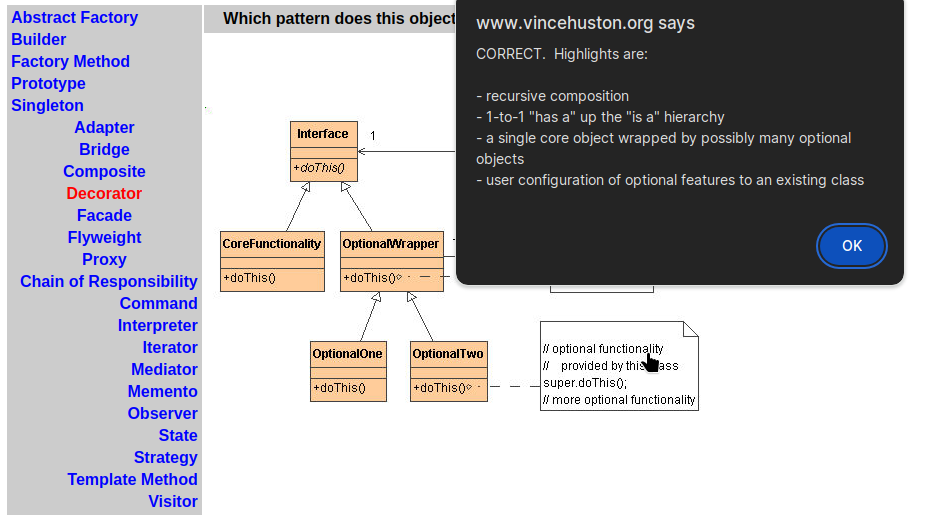 Abstract Factory
Builder
Factory Method
Prototype
Singleton
Adapter
Bridge
Composite
Decorator
Facade
Flyweight
Proxy
Chain of Responsibility
Command
Interpreter
Iterator
Mediator
Memento
Observer
State
Strategy
Template Method
Visitor
Which pattern does this object
www.vincehuston.org says
CORRECT.  Highlights are:
- recursive composition
- 1-to-1 "has a" up the "is a" hierarchy
- a single core object wrapped by possibly many optional
objects
- user configuration of optional features to an existing class
OK
Interface
1
+doThis()
CoreFunctionality
+doThis()
OptionalWrapper
+doThis()
OptionalOne
+doThis()
OptionalTwo
+doThis()
// optional functionality
//    provided by this class
super.doThis();
// more optional functionality